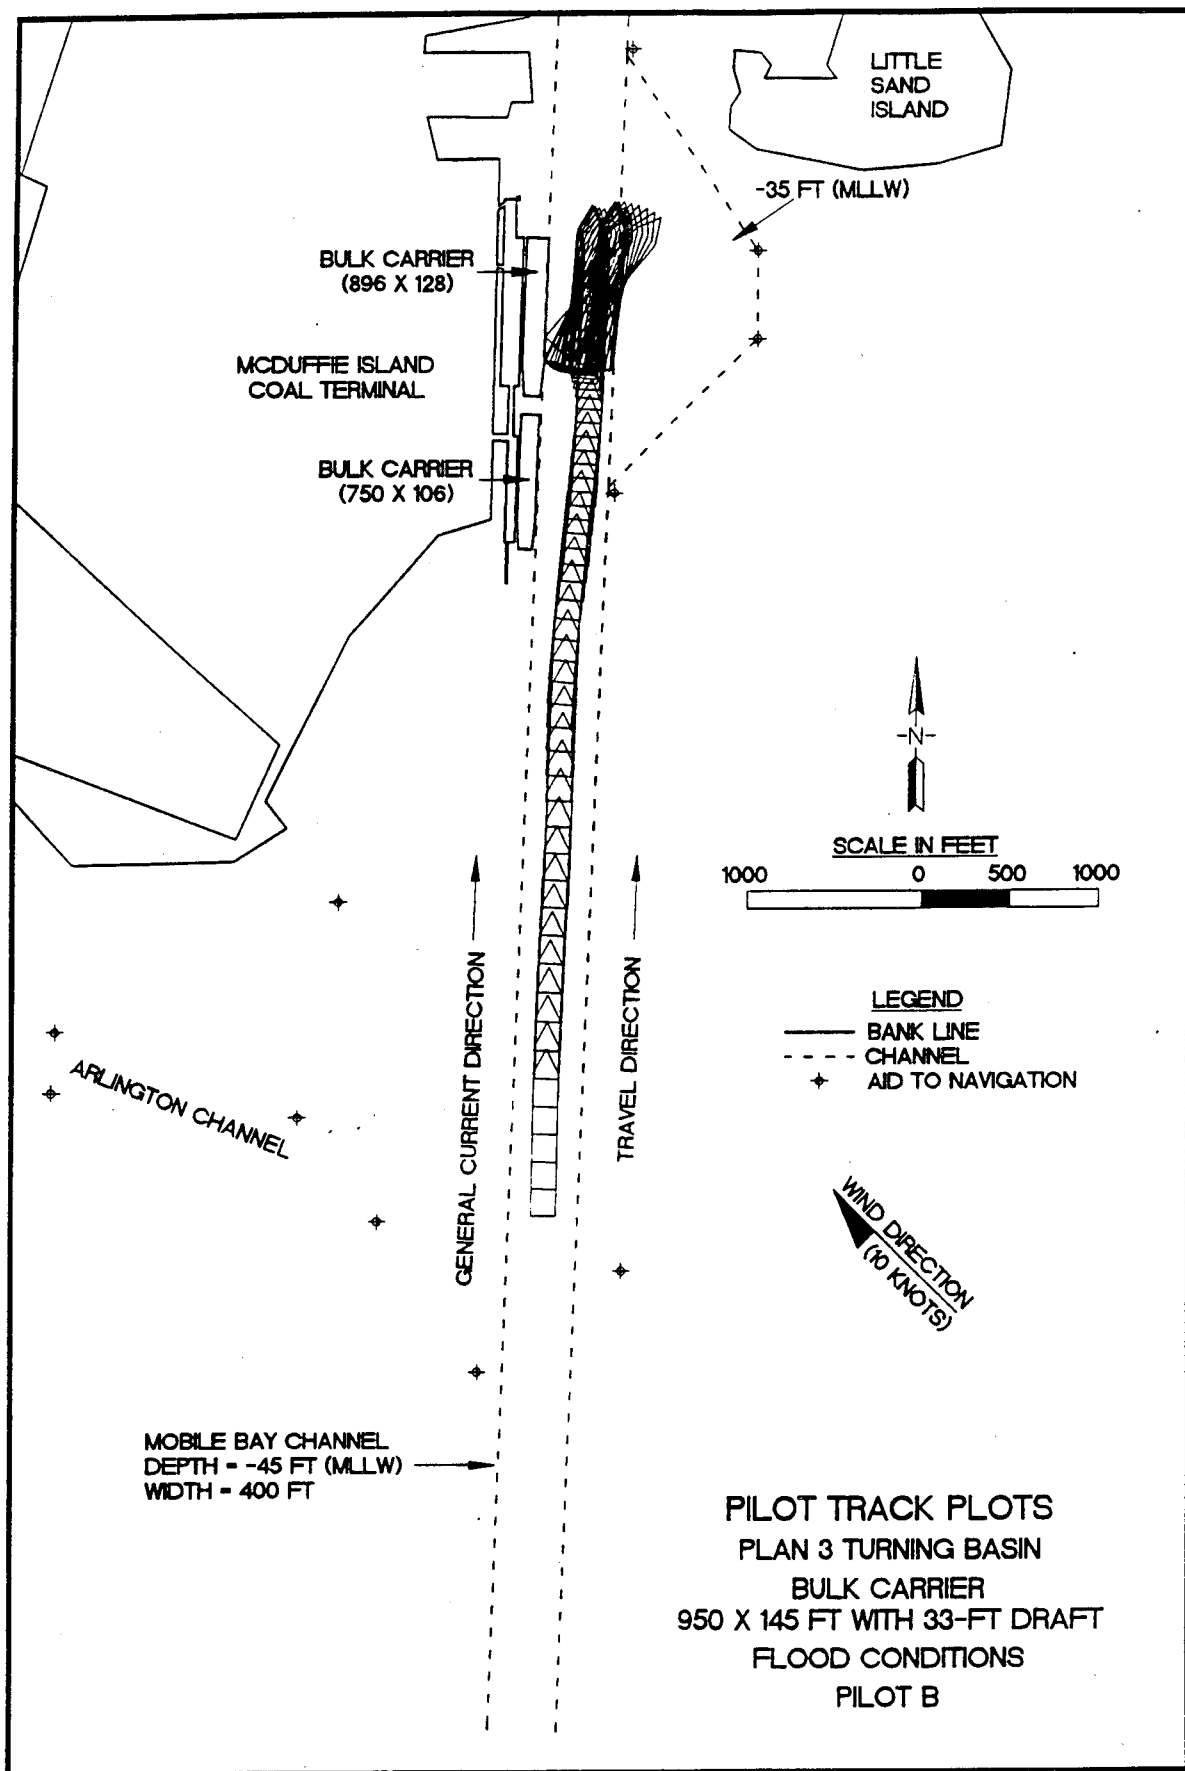 LITTLE
SAND
ISLAND
-35 FT (MLLW)
BULK CARRIER
(896 X 128)
MCDUFFIE ISLAND
COAL TERMINAL
BULK CARRIER
(750 X 106)
-N-
SCALE IN FEET
1000 0 500 1000
GENERAL CURRENT DIRECTION
TRAVEL DIRECTION
LEGEND
BANK LINE
CHANNEL
AID TO NAVIGATION
ARLINGTON CHANNEL
WIND DIRECTION
(10 KNOTS)
MOBILE BAY CHANNEL
DEPTH = -45 FT (MLLW)
WIDTH = 400 FT
PILOT TRACK PLOTS
PLAN 3 TURNING BASIN
BULK CARRIER
950 X 145 FT WITH 33-FT DRAFT
FLOOD CONDITIONS
PILOT B